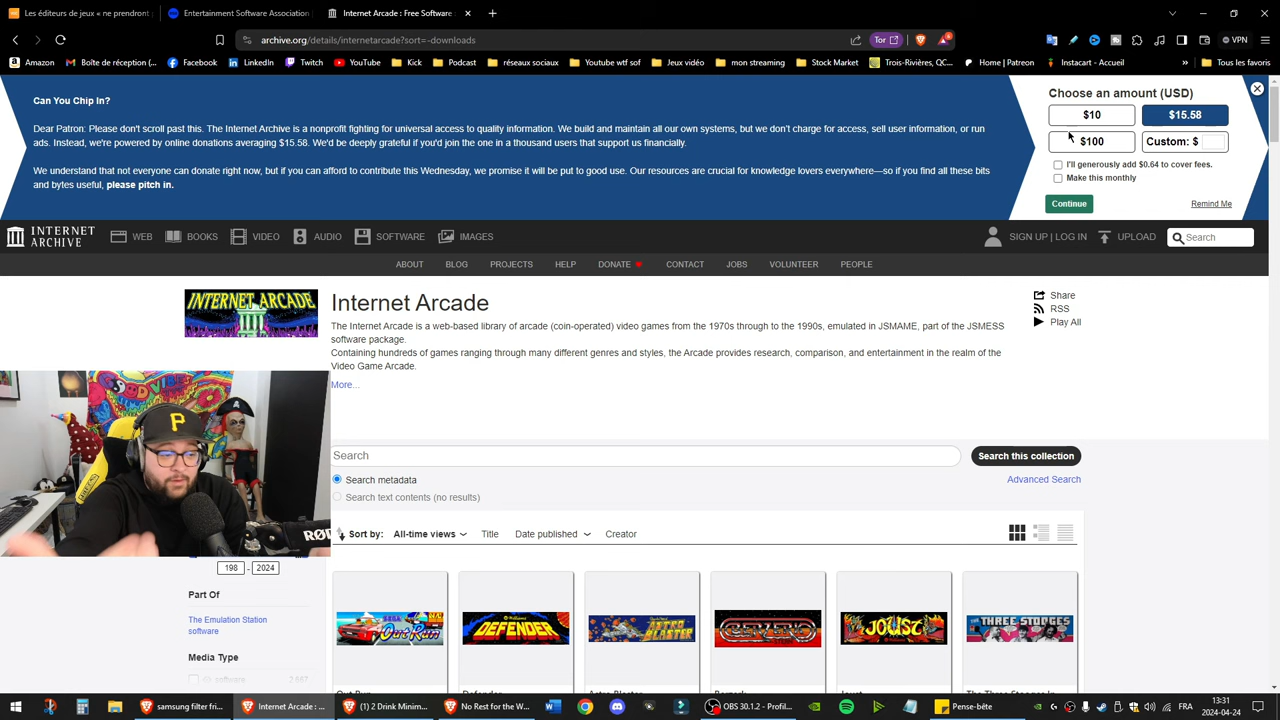 Les éditeurs de jeux « ne prendront
Entertainment Software Association
Internet Arcade : Free Software
archive.org/details/internetarcade?sort=-downloads
Tor
VPN
Amazon
Boîte de réception (...
Facebook
LinkedIn
Twitch
YouTube
Kick
Podcast
réseaux sociaux
Youtube wtf sof
Jeux vidéo
mon streaming
Stock Market
Trois-Rivières, QC...
Home | Patreon
Instacart - Accueil
»
Tous les favoris
Can You Chip In?
Dear Patron: Please don't scroll past this. The Internet Archive is a nonprofit fighting for universal access to quality information. We build and maintain all our own systems, but we don't charge for access, sell user information, or run
ads. Instead, we're powered by online donations averaging $15.58. We'd be deeply grateful if you'd join the one in a thousand users that support us financially.
We understand that not everyone can donate right now, but if you can afford to contribute this Wednesday, we promise it will be put to good use. Our resources are crucial for knowledge lovers everywhere—so if you find all these bits
and bytes useful, please pitch in.
Choose an amount (USD)
$10
$15.58
$100
Custom: $
I'll generously add $0.64 to cover fees.
Make this monthly
Continue
Remind Me
INTERNET
ARCHIVE
WEB
BOOKS
VIDEO
AUDIO
SOFTWARE
IMAGES
SIGN UP | LOG IN
UPLOAD
Search
ABOUT
BLOG
PROJECTS
HELP
DONATE
CONTACT
JOBS
VOLUNTEER
PEOPLE
INTERNET ARCADE
Internet Arcade
The Internet Arcade is a web-based library of arcade (coin-operated) video games from the 1970s through to the 1990s, emulated in JSMAME, part of the JSMESS
software package.
Containing hundreds of games ranging through many different genres and styles, the Arcade provides research, comparison, and entertainment in the realm of the
Video Game Arcade.
More...
Share
RSS
Play All
Search
Search this collection
Search metadata
Advanced Search
Search text contents (no results)
Sort by:
All-time views
Title
Date published
Creator
198 - 2024
Part Of
The Emulation Station
software
Media Type
software
2,667
SEGA
Out Run
Williams
DEFENDER
ASTRO BLASTER
BERZERK
JOUST
THE THREE STOOGES
GOOD VIBE
P
samsung filter fri...
Internet Arcade : ...
(1) 2 Drink Minim...
No Rest for the W...
OBS 30.1.2 - Profil...
Pense-bête
13:31
2024-04-24